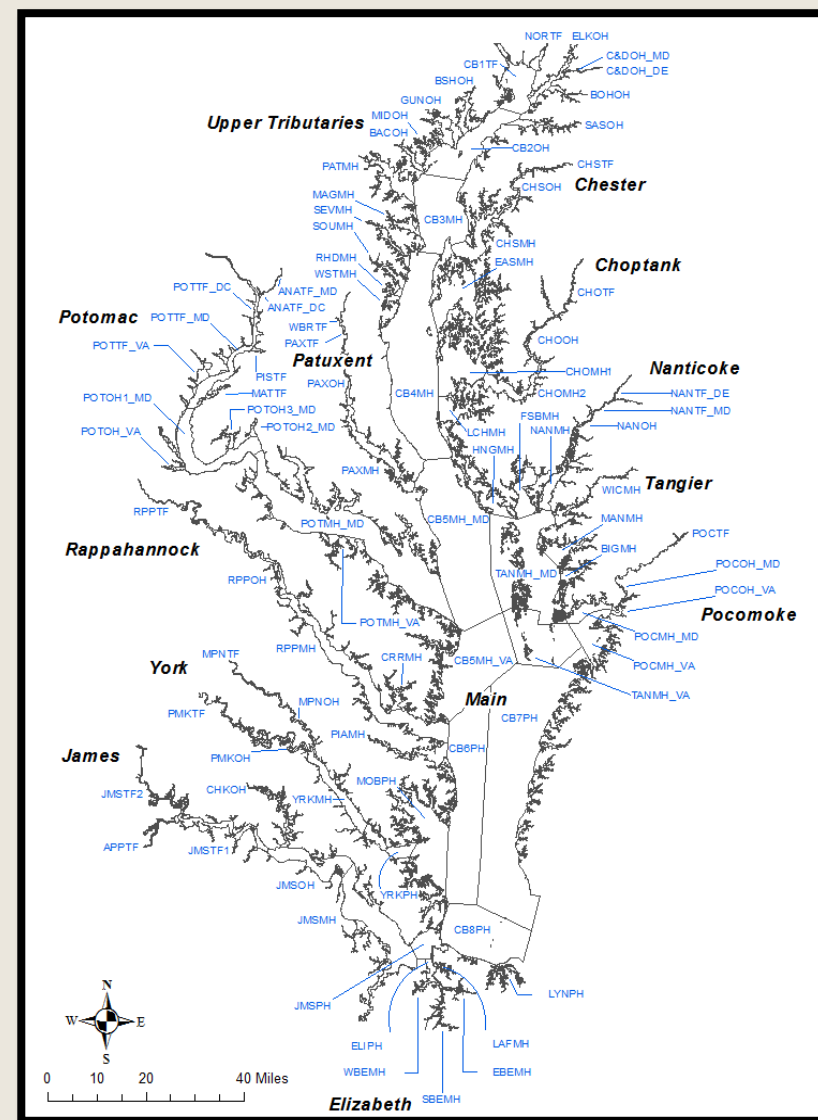 NORTF ELKOH
C&DOH_MD
CB1TF
C&DOH_DE
BSHOH
BOHOH
GUNOH
MIDOH
Upper Tributaries
SASOH
BACOH
CB2OH
PATMH
CHSTF
CHSOH
Chester
MAGMH
SEVMH
CB3MH
SOUMH
CHSMH
EASMH
RHDMH
Choptank
WSTMH
POTTF_DC
ANATF_MD
CHOTF
ANATF_DC
Potomac
POTTF_MD
WBRTF
PAXTF
CHOOH
POTTF_VA
Patuxent
Nanticoke
PISTF
CHOMH1
PAXOH
CB4MH
MATTF
CHOMH2
NANTF_DE
POTOH1_MD
POTOH3_MD
FSBMH
NANTF_MD
POTOH2_MD
NANOH
POTOH_VA
LCHMH
NANMH
HNGMH
PAXMH
Tangier
WICMH
RPPTF
MANMH
POTMH_MD
CB5MH_MD
POCTF
Rappahannock
BIGMH
POCOH_MD
TANMH_MD
RPPOH
POCOH_VA
Pocomoke
POTMH_VA
POCMH_MD
RPPMH
MPNTF
CRRMH
CB5MH_VA
POCMH_VA
York
TANMH_VA
Main
PMKTF
MPNOH
CB7PH
PIAMH
James
CB6PH
PMKOH
MOBPH
JMSTF2
CHKOH
YRKMH
APPTF
JMSTF1
JMSOH
YRKPH
JMSMH
CB8PH
N
LYNPH
W E
JMSPH
S
ELIPH
LAFMH
WBEMH
EBEMH
0 10 20 40 Miles
SBEMH
Elizabeth